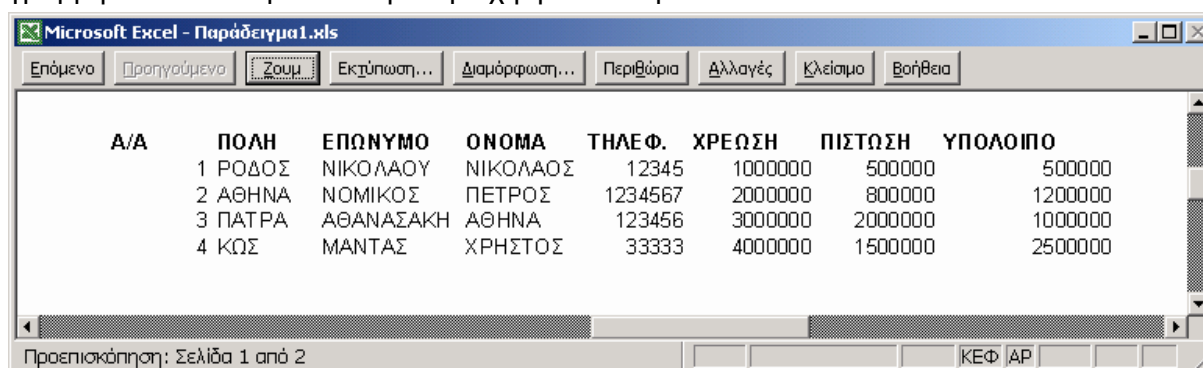 Microsoft Excel - Παράδειγμα1.xls
Επόμενο Προηγούμενο Ζουμ Εκτύπωση... Διαμόρφωση... Περιθώρια Αλλαγές Κλείσιμο Βοήθεια
Α/Α ΠΟΛΗ ΕΠΩΝΥΜΟ ΟΝΟΜΑ ΤΗΛΕΦ. ΧΡΕΩΣΗ ΠΙΣΤΩΣΗ ΥΠΟΛΟΙΠΟ
1 ΡΟΔΟΣ ΝΙΚΟΛΑΟΥ ΝΙΚΟΛΑΟΣ 12345 1000000 500000 500000
2 ΑΘΗΝΑ ΝΟΜΙΚΟΣ ΠΕΤΡΟΣ 1234567 2000000 800000 1200000
3 ΠΑΤΡΑ ΑΘΑΝΑΣΑΚΗ ΑΘΗΝΑ 123456 3000000 2000000 1000000
4 ΚΩΣ ΜΑΝΤΑΣ ΧΡΗΣΤΟΣ 33333 4000000 1500000 2500000
Προεπισκόπηση: Σελίδα 1 από 2 ΚΕΦ ΑΡ